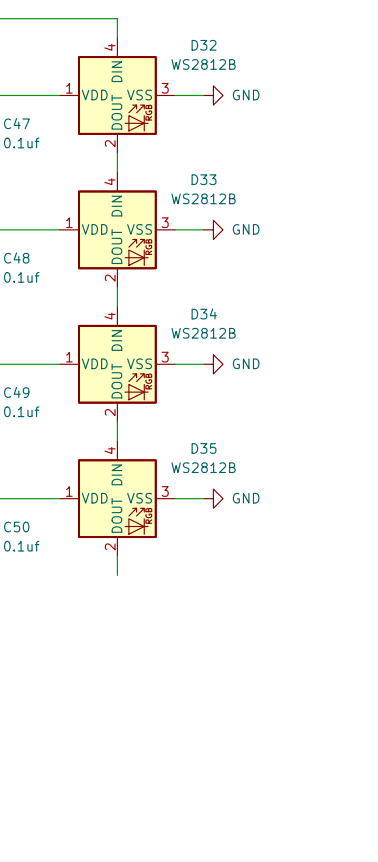 D32
WS2812B
4
DIN
1
VDD
VSS
3
GND
DOUT
RGB
2
C47
0.1uf
D33
WS2812B
4
DIN
1
VDD
VSS
3
GND
DOUT
RGB
2
C48
0.1uf
D34
WS2812B
4
DIN
1
VDD
VSS
3
GND
DOUT
RGB
2
C49
0.1uf
D35
WS2812B
4
DIN
1
VDD
VSS
3
GND
DOUT
RGB
2
C50
0.1uf